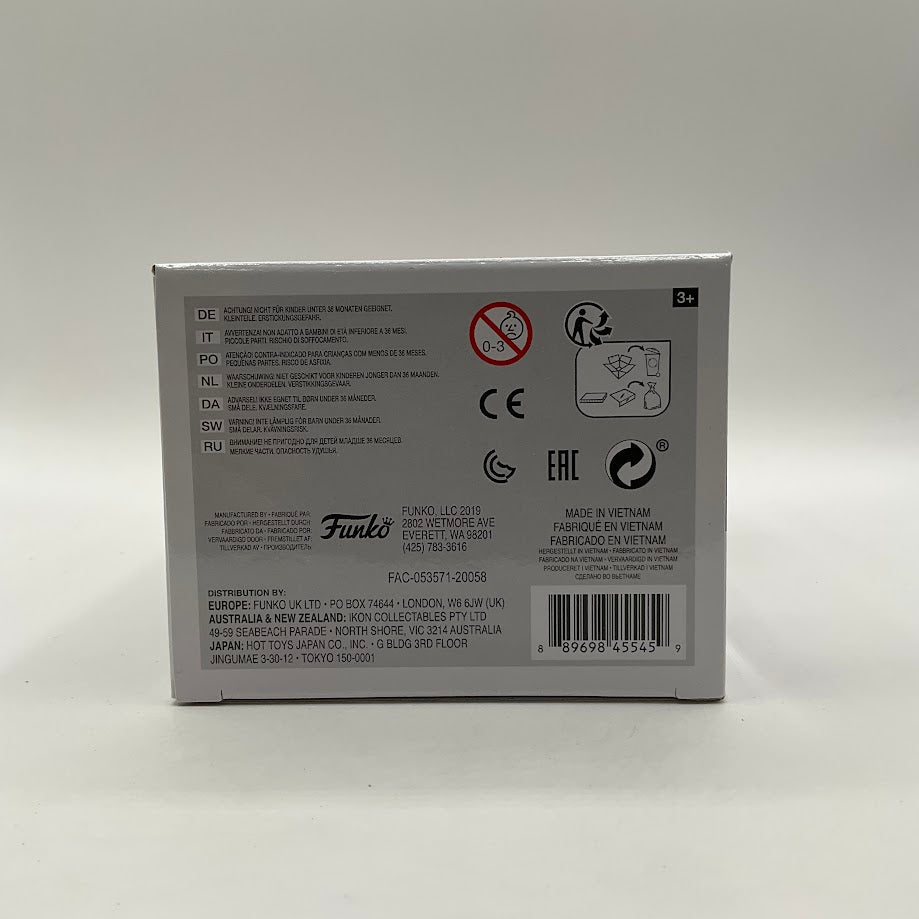 3+
DE ACHTUNG! NICHT FÜR KINDER UNTER 36 MONATEN GEEIGNET.
KLEINTEILE. ERSTICKUNGSGEFAHR.
IT AVVERTENZA! NON ADATTO A BAMBINI DI ETÀ INFERIORE A 36 MESI.
PICCOLE PARTI. RISCHIO DI SOFFOCAMENTO.
PO ATENÇÃO: CONTRA-INDICADO PARA CRIANÇAS COM MENOS DE 36 MESES.
PEQUENAS PARTES. RISCO DE ASFIXIA.
NL WAARSCHUWING! NIET GESCHIKT VOOR KINDEREN JONGER DAN 36 MAANDEN.
KLEINE ONDERDELEN. VERSTIKKINGSGEVAAR.
DA ADVARSEL! IKKE EGNET TIL BØRN UNDER 36 MÅNEDER.
SMÅ DELE. KVÆLNINGSFARE.
SW VARNING! INTE LÄMPLIG FÖR BARN UNDER 36 MÅNADER.
SMÅ DELAR. KVÄVNINGSRISK.
RU ВНИМАНИЕ! НЕ ПРИГОДНО ДЛЯ ДЕТЕЙ МЛАДШЕ 36 МЕСЯЦЕВ.
МЕЛКИЕ ЧАСТИ. ОПАСНОСТЬ УДУШЬЯ.
0-3
CE
EAC
®
MANUFACTURED BY • FABRIQUÉ PAR
FABRICADO POR • HERGESTELLT DURCH
FABRICATO DA • FABRICADO POR
VERVAARDIGD DOOR • FREMSTILLET AF
TILLVERKAD AV • ПРОИЗВОДИТЕЛЬ
Funko
FUNKO, LLC 2019
2802 WETMORE AVE
EVERETT, WA 98201
(425) 783-3616
MADE IN VIETNAM
FABRIQUÉ EN VIETNAM
FABRICADO EN VIETNAM
HERGESTELLT IN VIETNAM • FABBRICATO IN VIETNAM
FABRICADO NA VIETNAM • VERVAARDIGD IN VIETNAM
PRODUCERET I VIETNAM • TILLVERKAD I VIETNAM
СДЕЛАНО ВО ВЬЕТНАМЕ
FAC-053571-20058
DISTRIBUTION BY:
EUROPE: FUNKO UK LTD • PO BOX 74644 • LONDON, W6 6JW (UK)
AUSTRALIA & NEW ZEALAND: IKON COLLECTABLES PTY LTD
49-59 SEABEACH PARADE • NORTH SHORE, VIC 3214 AUSTRALIA
JAPAN: HOT TOYS JAPAN CO., INC. • G BLDG 3RD FLOOR
JINGUMAE 3-30-12 • TOKYO 150-0001
8 89698 45545 9